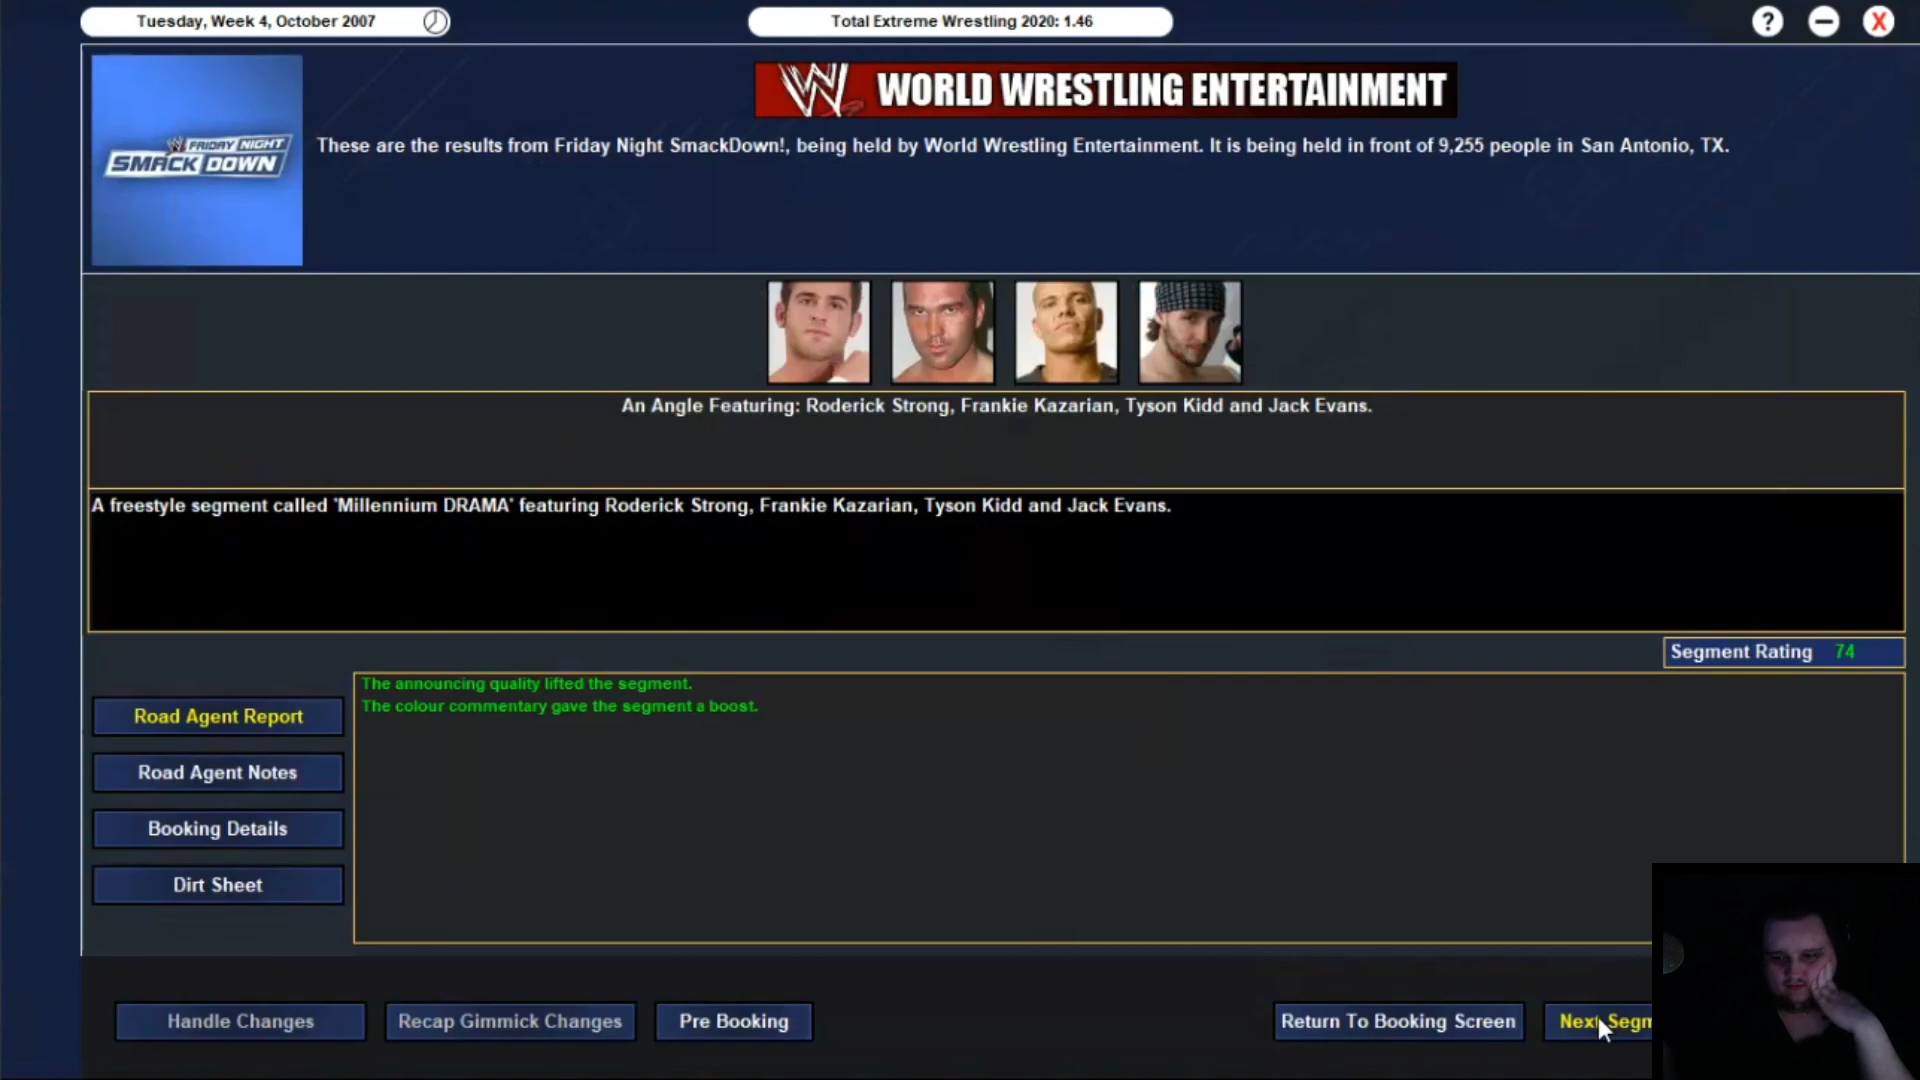 Tuesday, Week 4, October 2007
Total Extreme Wrestling 2020: 1.46
?
X
W WORLD WRESTLING ENTERTAINMENT
FRIDAY NIGHT
SMACK DOWN
These are the results from Friday Night SmackDown!, being held by World Wrestling Entertainment. It is being held in front of 9,255 people in San Antonio, TX.
An Angle Featuring: Roderick Strong, Frankie Kazarian, Tyson Kidd and Jack Evans.
A freestyle segment called 'Millennium DRAMA' featuring Roderick Strong, Frankie Kazarian, Tyson Kidd and Jack Evans.
Segment Rating 74
The announcing quality lifted the segment.
The colour commentary gave the segment a boost.
Road Agent Report
Road Agent Notes
Booking Details
Dirt Sheet
Handle Changes
Recap Gimmick Changes
Pre Booking
Return To Booking Screen
Next Segm